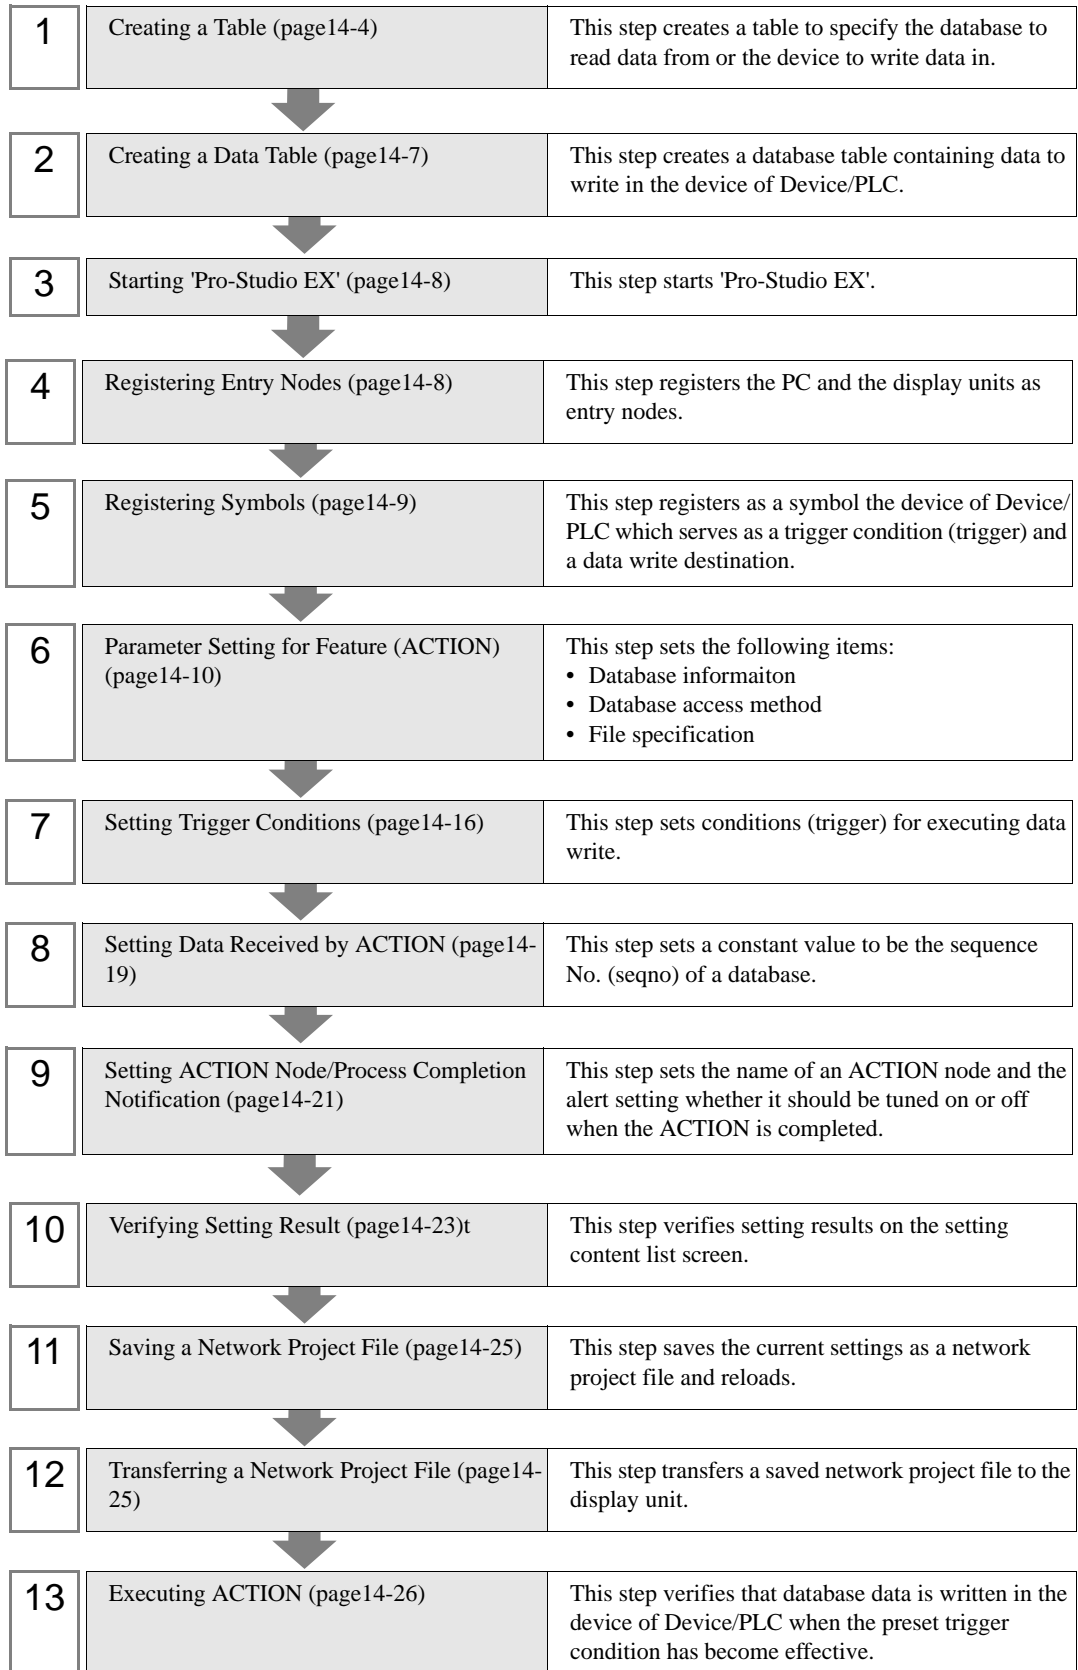 1
Creating a Table (page14-4)
This step creates a table to specify the database to
read data from or the device to write data in.
2
Creating a Data Table (page14-7)
This step creates a database table containing data to
write in the device of Device/PLC.
3
Starting 'Pro-Studio EX' (page14-8)
This step starts 'Pro-Studio EX'.
4
Registering Entry Nodes (page14-8)
This step registers the PC and the display units as
entry nodes.
5
Registering Symbols (page14-9)
This step registers as a symbol the device of Device/
PLC which serves as a trigger condition (trigger) and
a data write destination.
6
Parameter Setting for Feature (ACTION)
(page14-10)
This step sets the following items:
• Database informaiton
• Database access method
• File specification
7
Setting Trigger Conditions (page14-16)
This step sets conditions (trigger) for executing data
write.
8
Setting Data Received by ACTION (page14-
19)
This step sets a constant value to be the sequence
No. (seqno) of a database.
9
Setting ACTION Node/Process Completion
Notification (page14-21)
This step sets the name of an ACTION node and the
alert setting whether it should be tuned on or off
when the ACTION is completed.
10
Verifying Setting Result (page14-23)t
This step verifies setting results on the setting
content list screen.
11
Saving a Network Project File (page14-25)
This step saves the current settings as a network
project file and reloads.
12
Transferring a Network Project File (page14-
25)
This step transfers a saved network project file to the
display unit.
13
Executing ACTION (page14-26)
This step verifies that database data is written in the
device of Device/PLC when the preset trigger
condition has become effective.